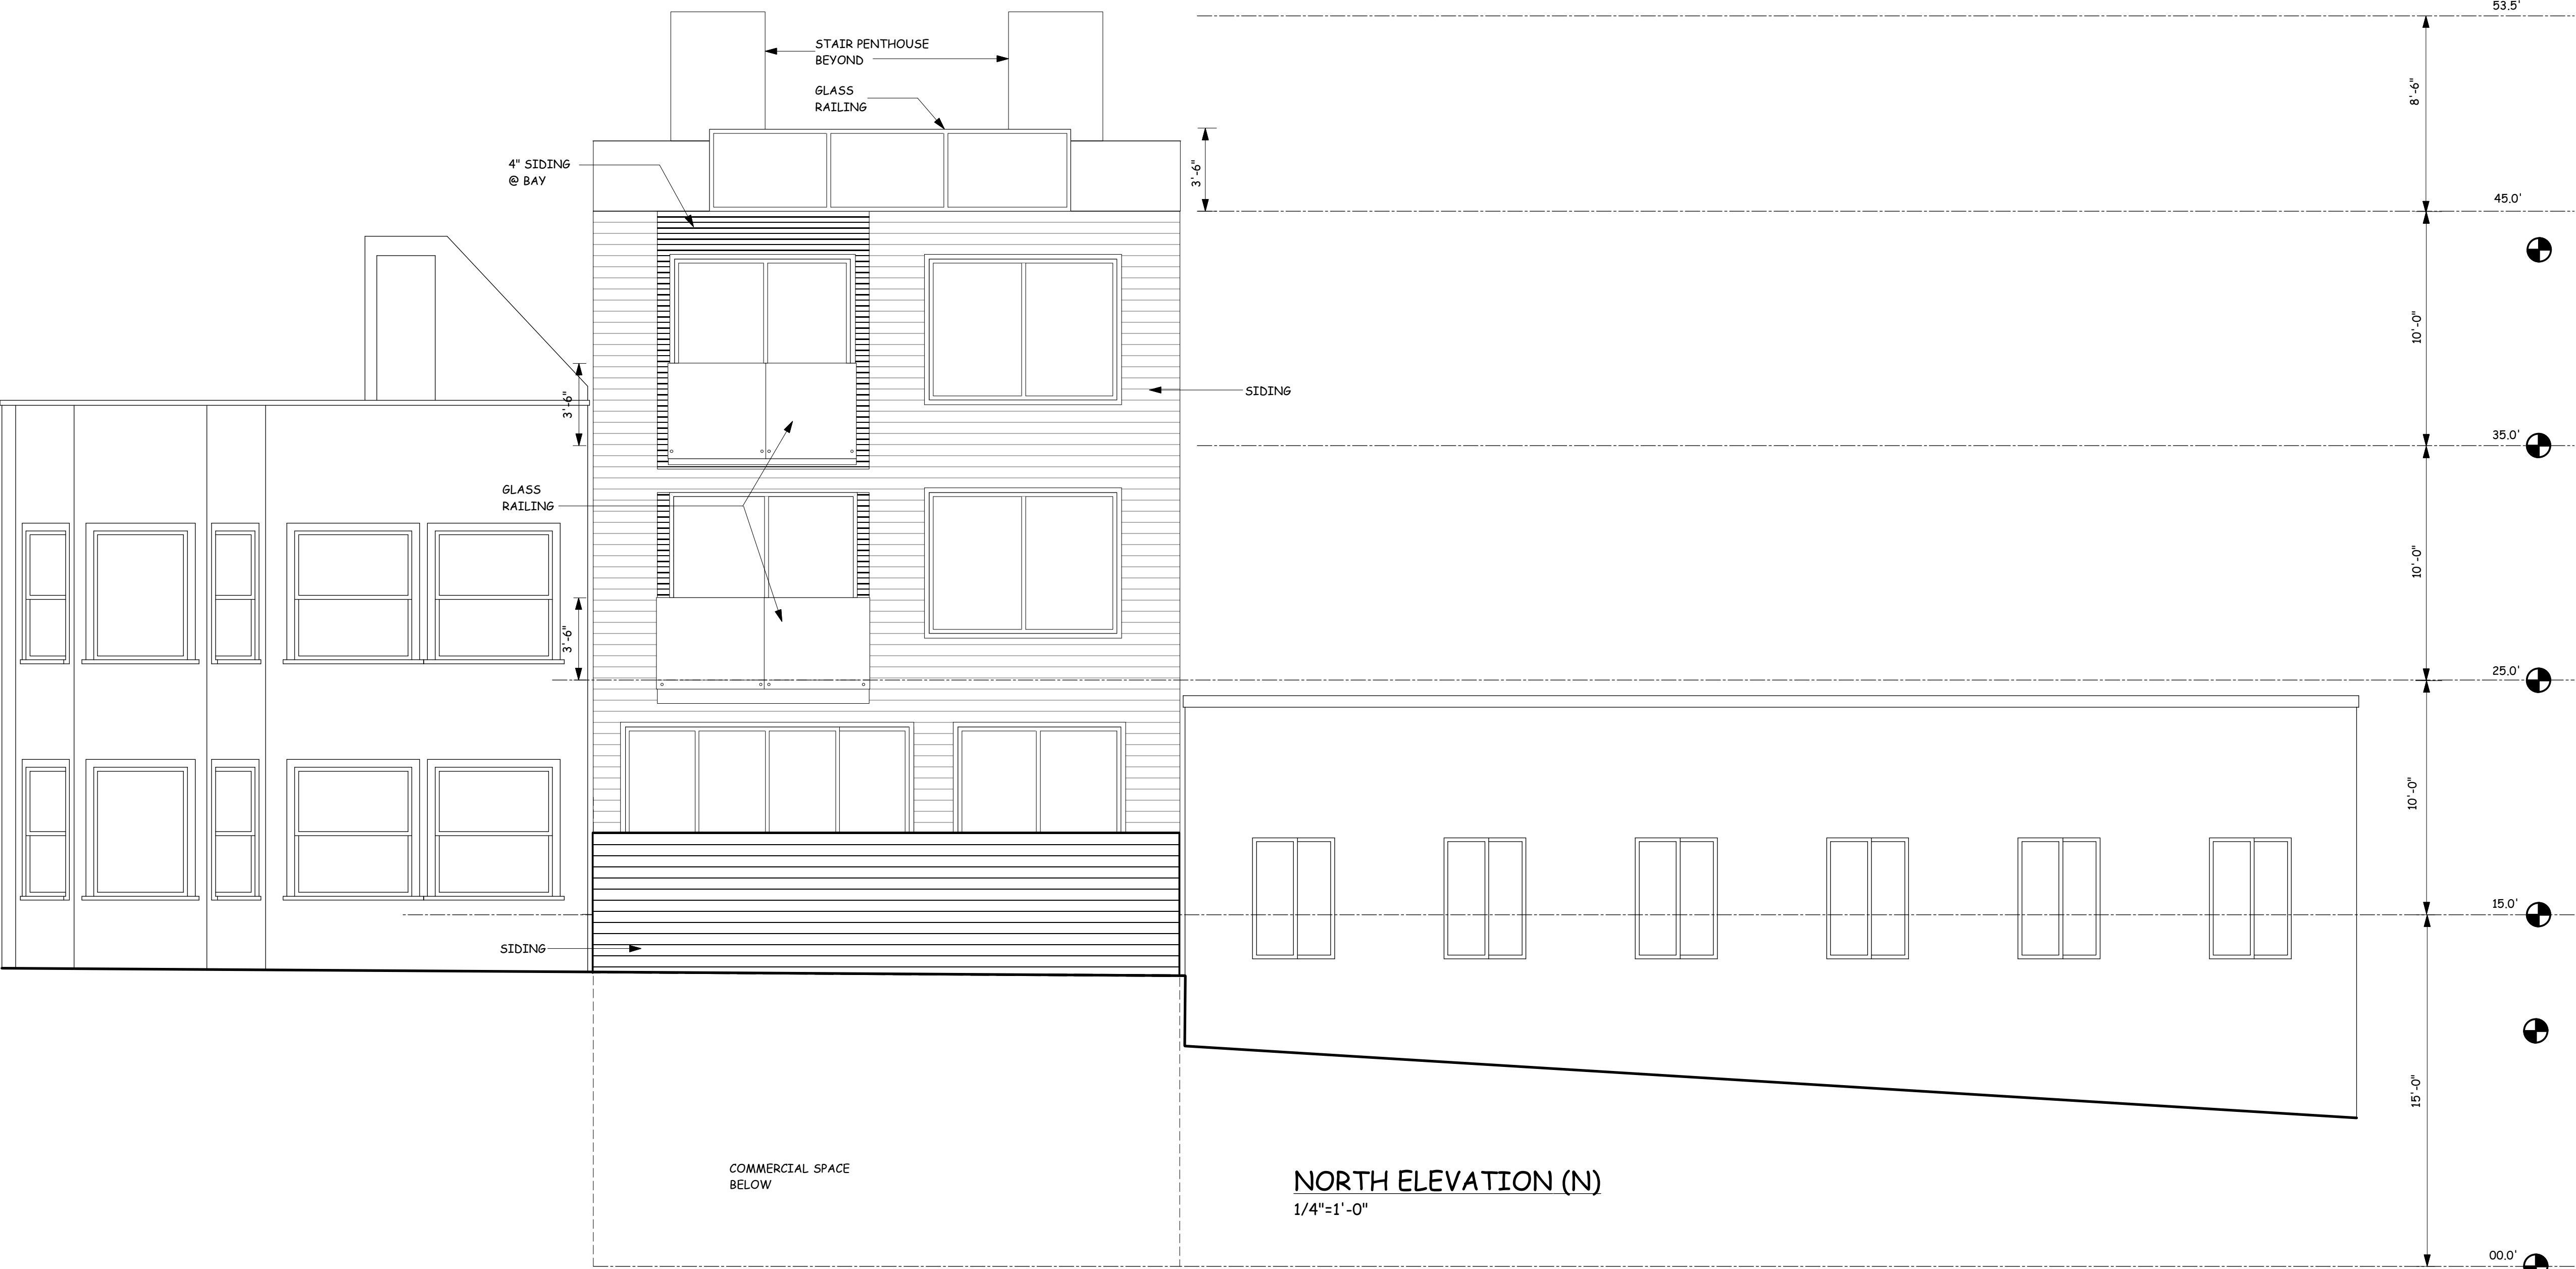 53.5'
STAIR PENTHOUSE
BEYOND
8'-6"
GLASS
RAILING
4" SIDING
@ BAY
3'-6"
45.0'
10'-0"
3'-6"
SIDING
35.0'
GLASS
RAILING
10'-0"
3'-6"
25.0'
10'-0"
15.0'
SIDING
15'-0"
COMMERCIAL SPACE
BELOW
NORTH ELEVATION (N)
1/4"=1'-0"
00.0'